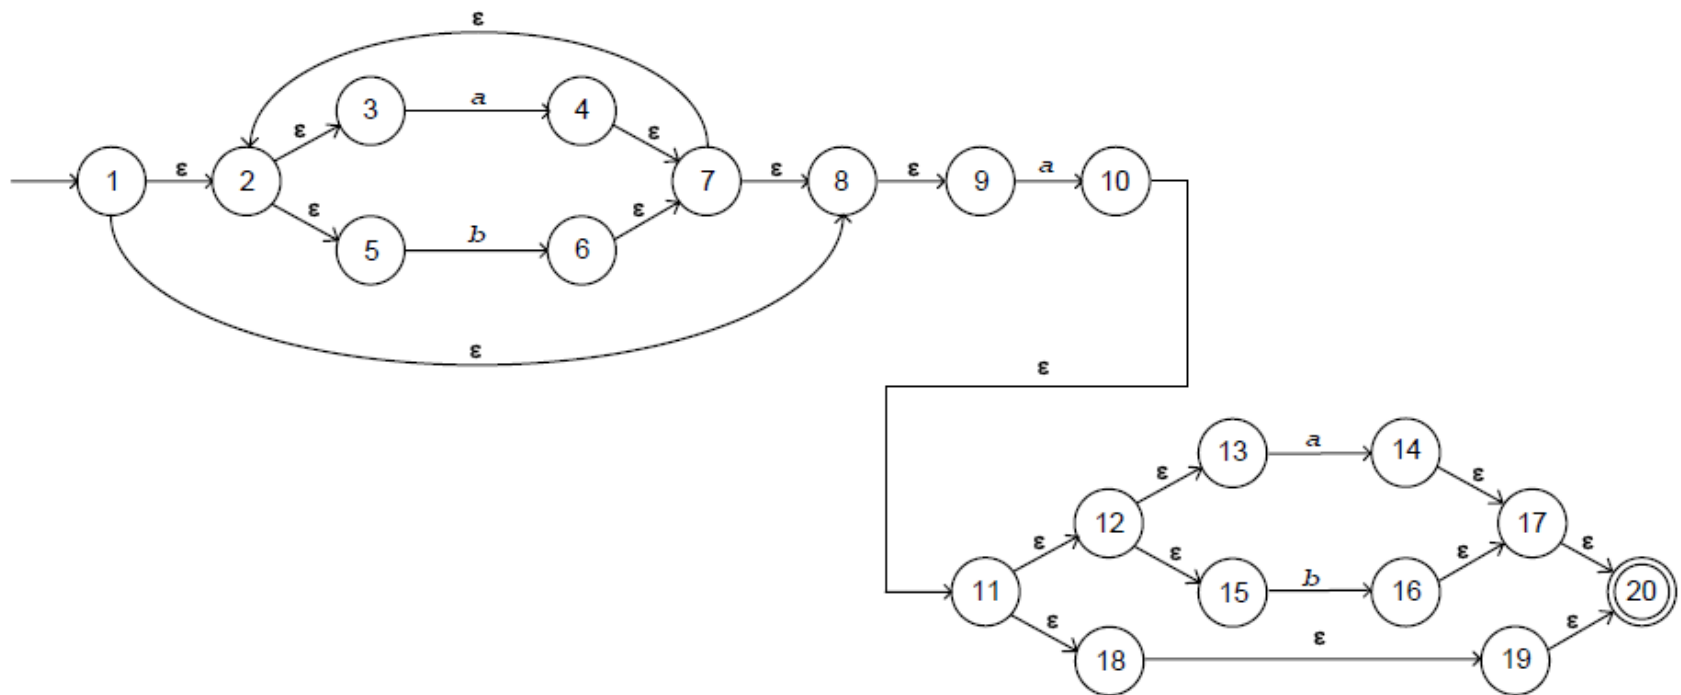 ε
3 a 4
ε ε
1 ε 2 7 ε 8 ε 9 a 10
ε ε
5 b 6
ε
ε
13 a 14
ε ε
12 17
ε ε ε ε
11 15 b 16 20
ε ε ε
18 19